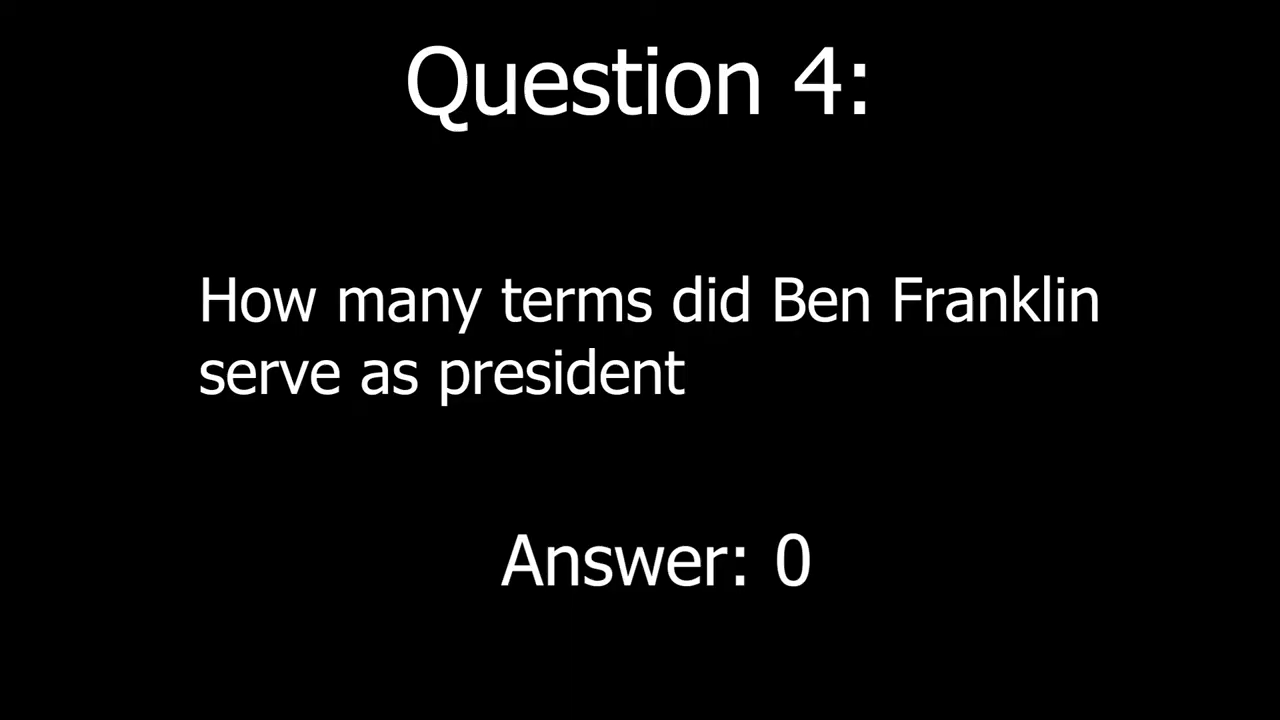 Question 4:
How many terms did Ben Franklin
serve as president
Answer: 0